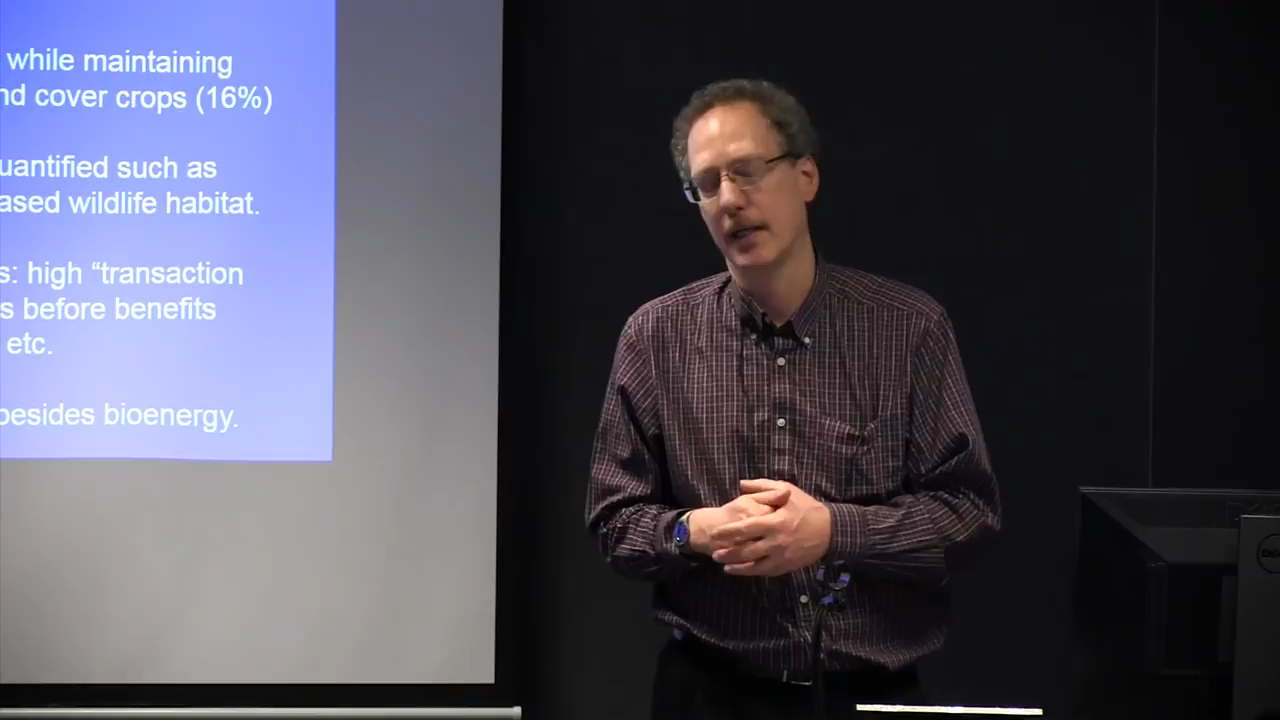 while maintaining
nd cover crops (16%)
uantified such as
ased wildlife habitat.
s: high “transaction
s before benefits
etc.
besides bioenergy.